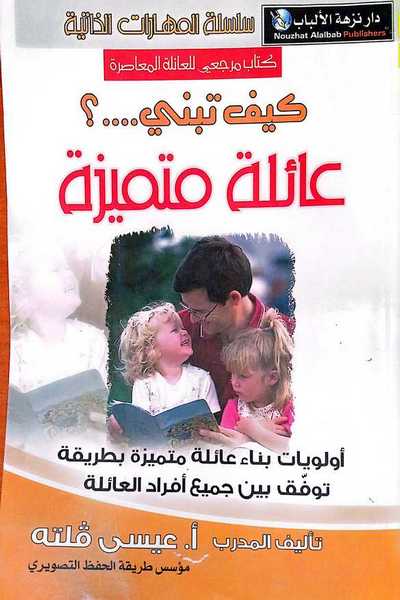 سلسلة المهارات الذاتية
دار نزهة الألباب
Nouzhat Alalbab Publishers
كتاب مرجعي للعائلة المعاصرة
كيف تبني....؟
عائلة متميزة
أولويات بناء عائلة متميزة بطريقة
توفّق بين جميع أفراد العائلة
تأليف المدرب أ. عيسى ڤلته
مؤسس طريقة الحفظ التصويري